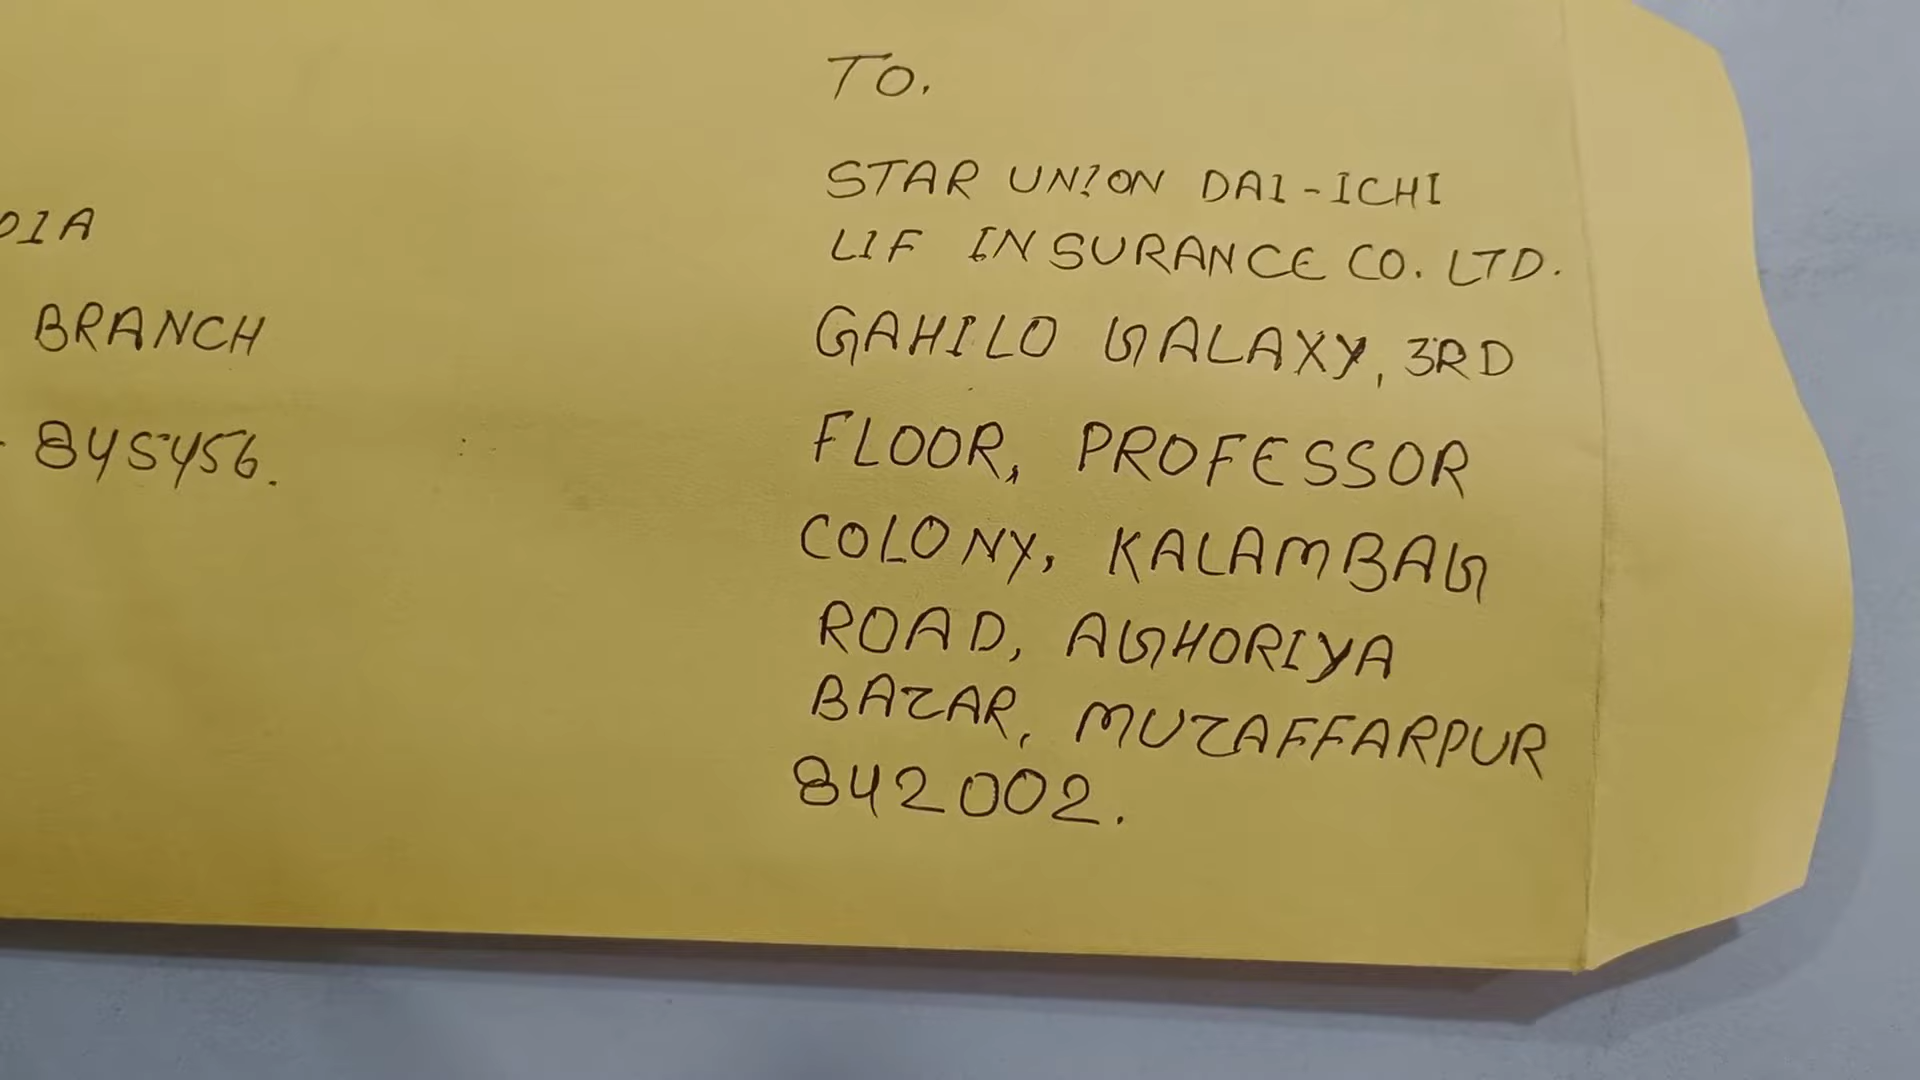 DIA
BRANCH
- 845456.
TO.
STAR UNION DAI-ICHI
LIF INSURANCE CO. LTD.
GAHILO GALAXY, 3RD
FLOOR, PROFESSOR
COLONY, KALAMBAG
ROAD, AGHORIYA
BAZAR, MUZAFFARPUR
842002.